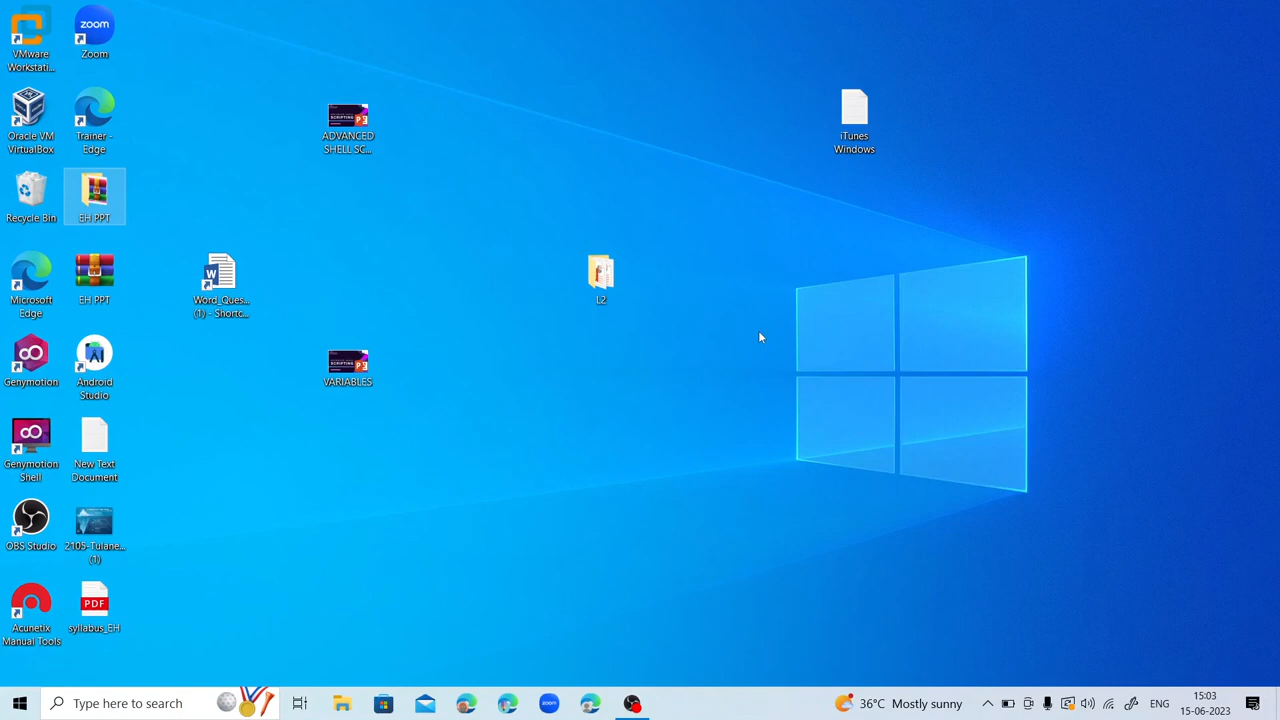 VMware
Workstati...
zoom
Zoom
Oracle VM
VirtualBox
Trainer -
Edge
SCRIPTING
ADVANCED
SHELL SC...
iTunes
Windows
Recycle Bin
EH PPT
Microsoft
Edge
EH PPT
Word_Ques...
(1) - Shortc...
L2
Genymotion
Android
Studio
SCRIPTING
VARIABLES
Genymotion
Shell
New Text
Document
OBS Studio
2105-Tulane...
(1)
PDF
Acunetix
Manual Tools
syllabus_EH
Type here to search
zoom
36°C Mostly sunny
ENG
15:03
15-06-2023